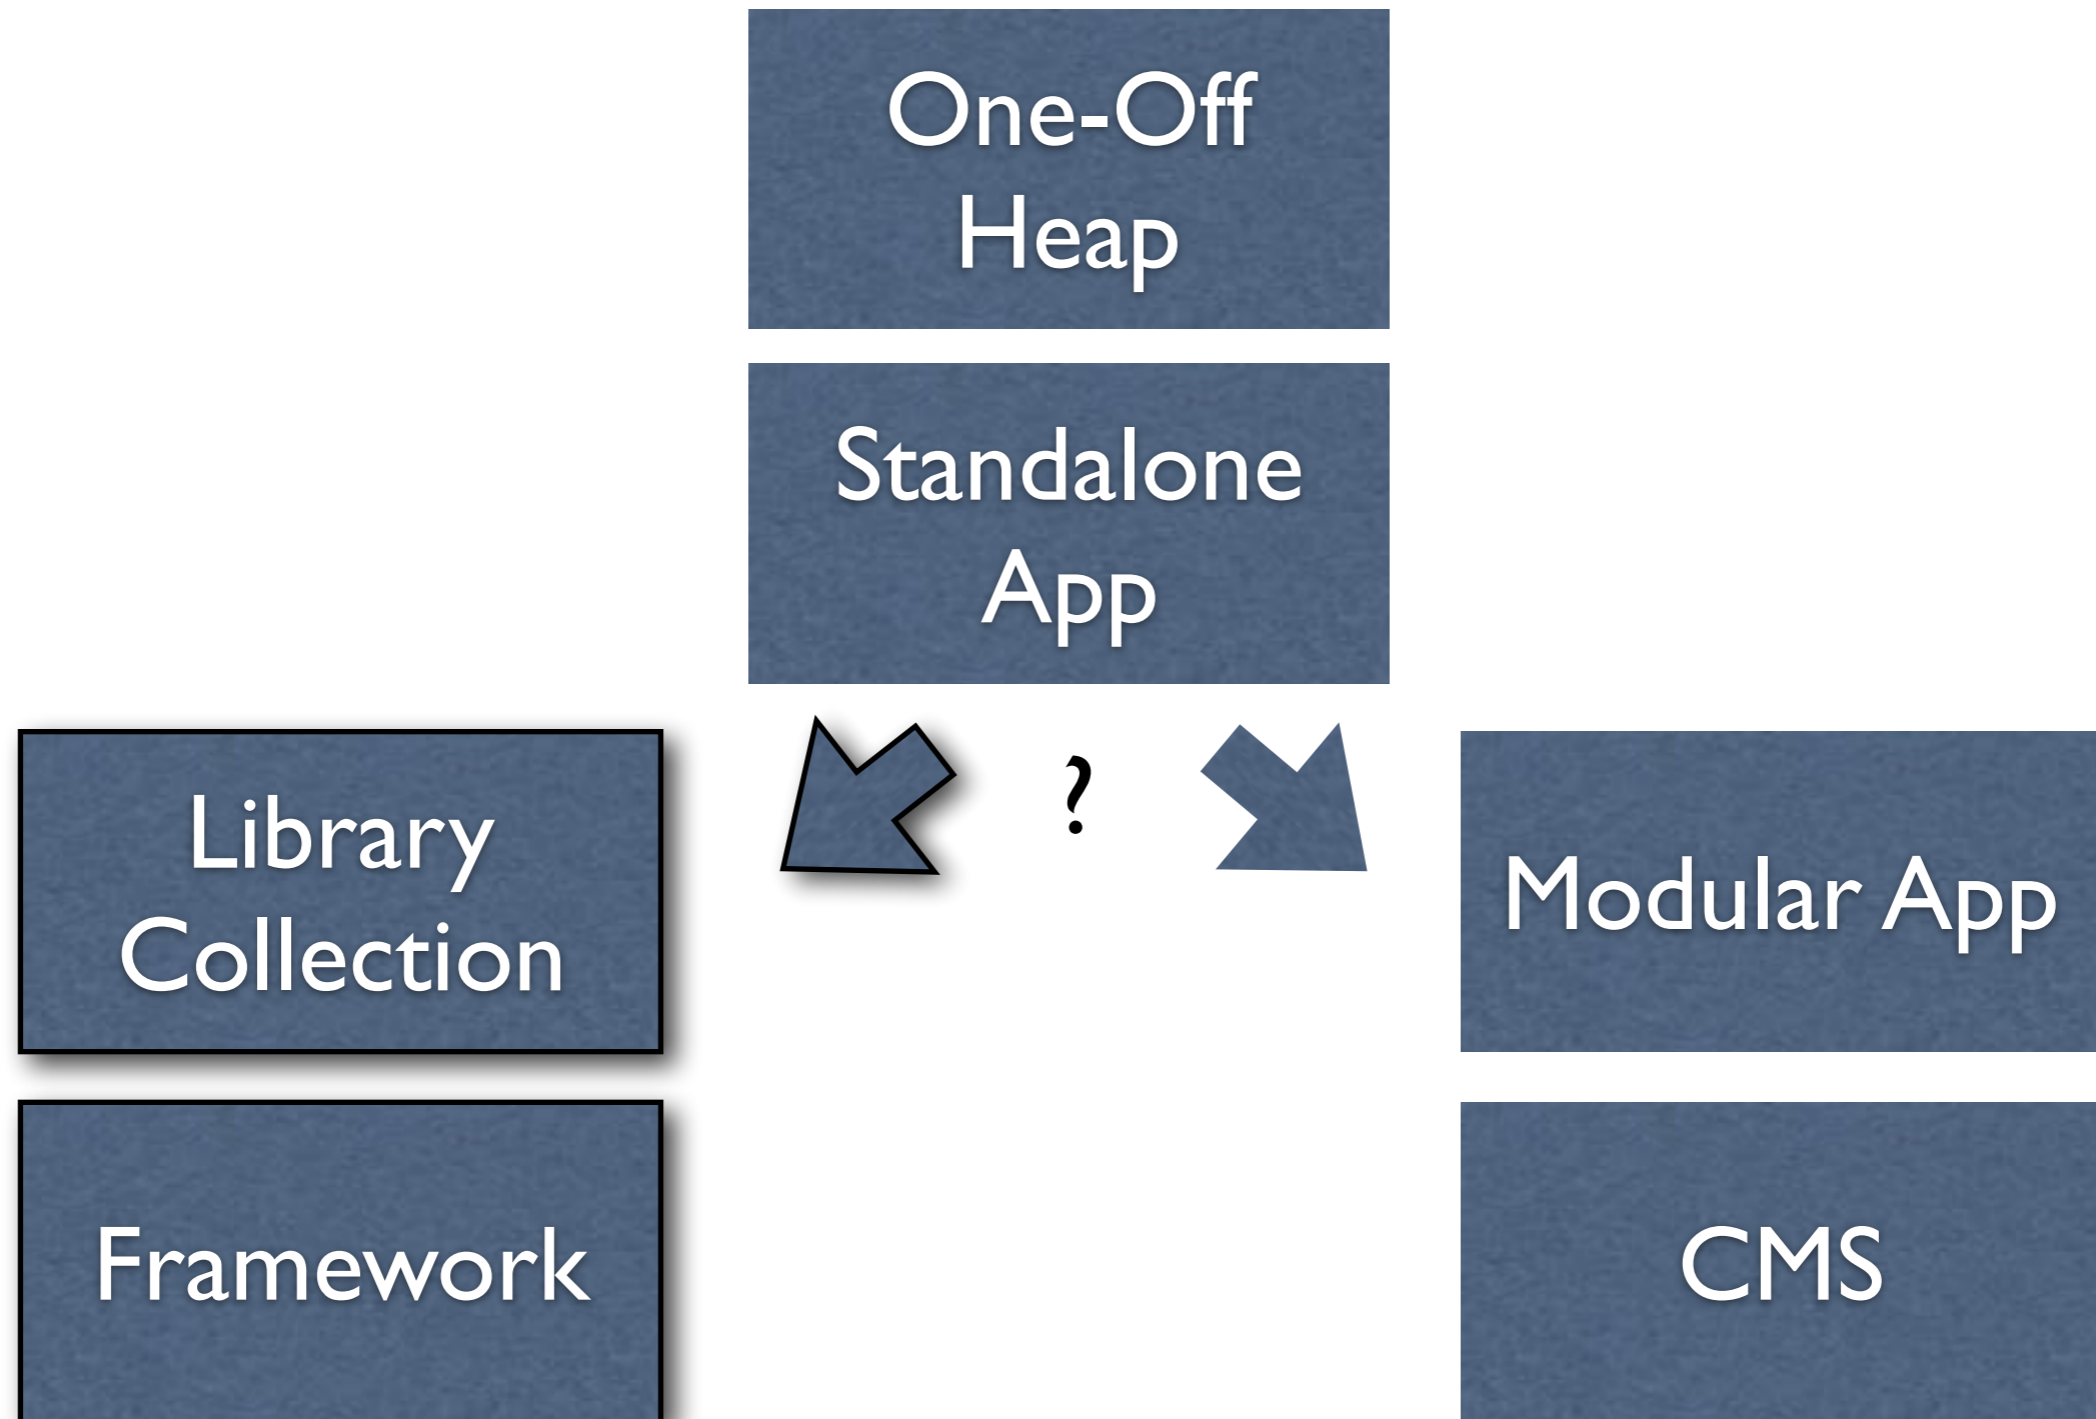 One-Off
Heap
Standalone
App
?
Library
Collection
Modular App
Framework
CMS